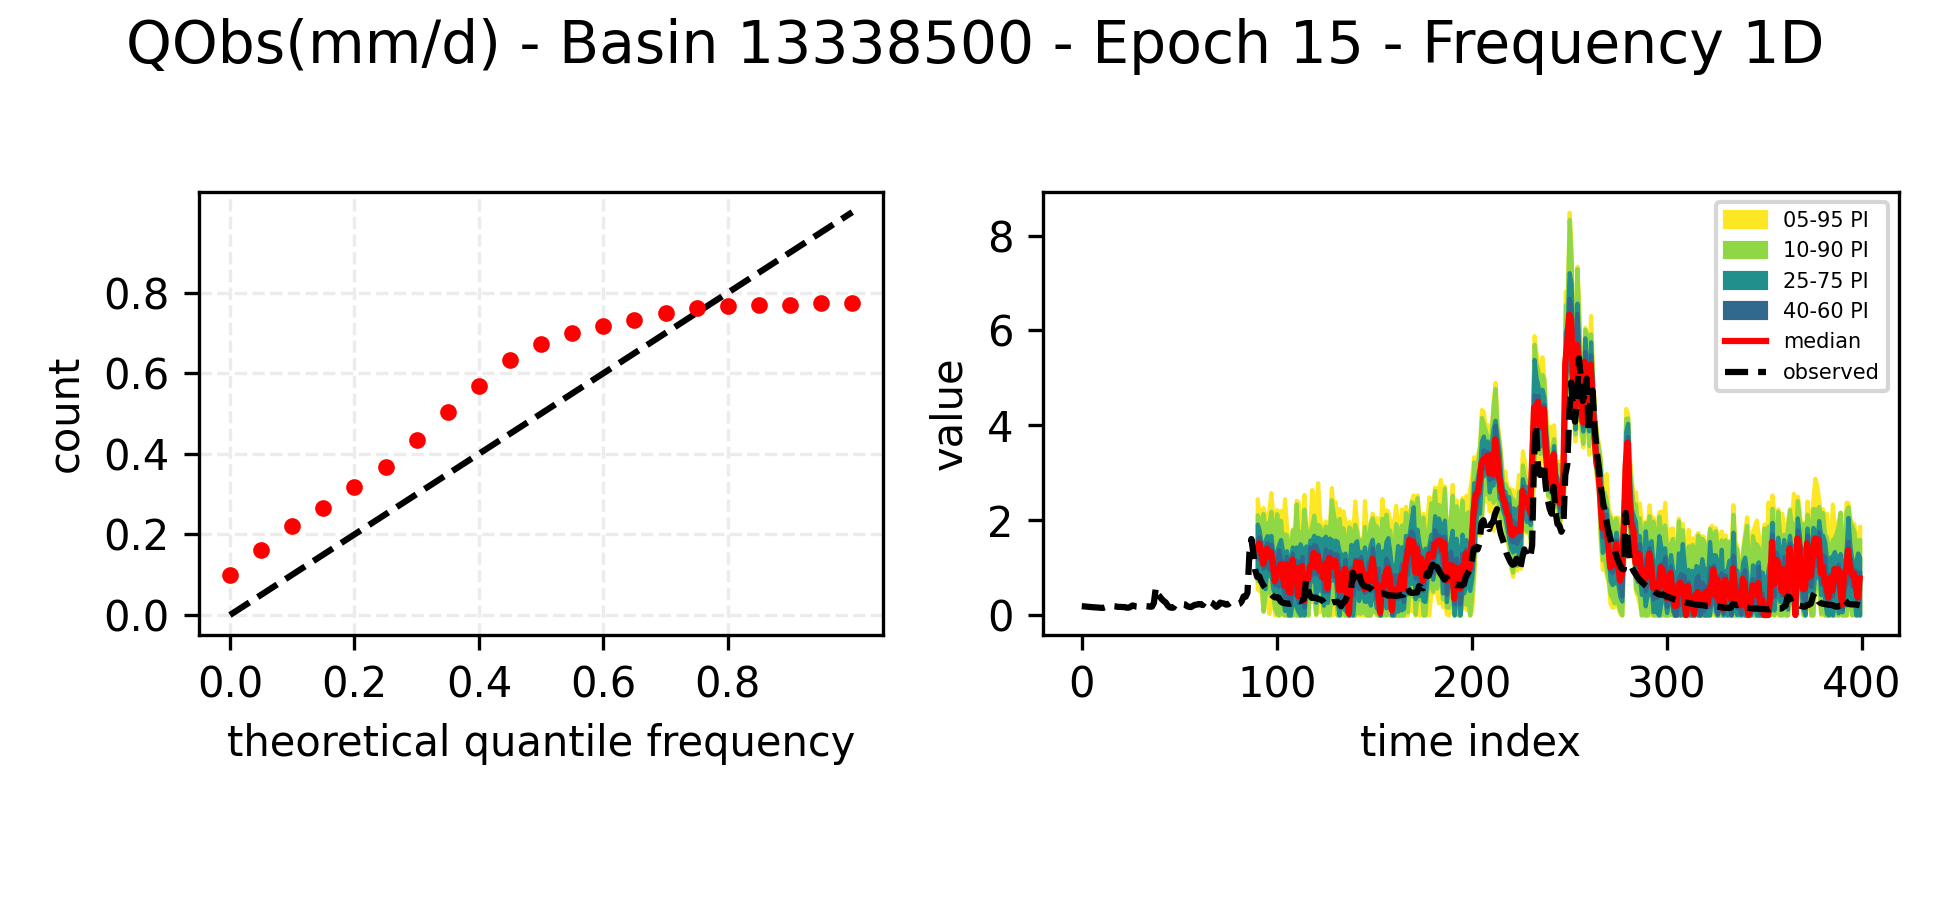 QObs(mm/d) - Basin 13338500 - Epoch 15 - Frequency 1D
count
0.8
0.6
0.4
0.2
0.0
0.0 0.2 0.4 0.6 0.8
theoretical quantile frequency
value
8
6
4
2
0
0 100 200 300 400
time index
05-95 PI
10-90 PI
25-75 PI
40-60 PI
median
observed